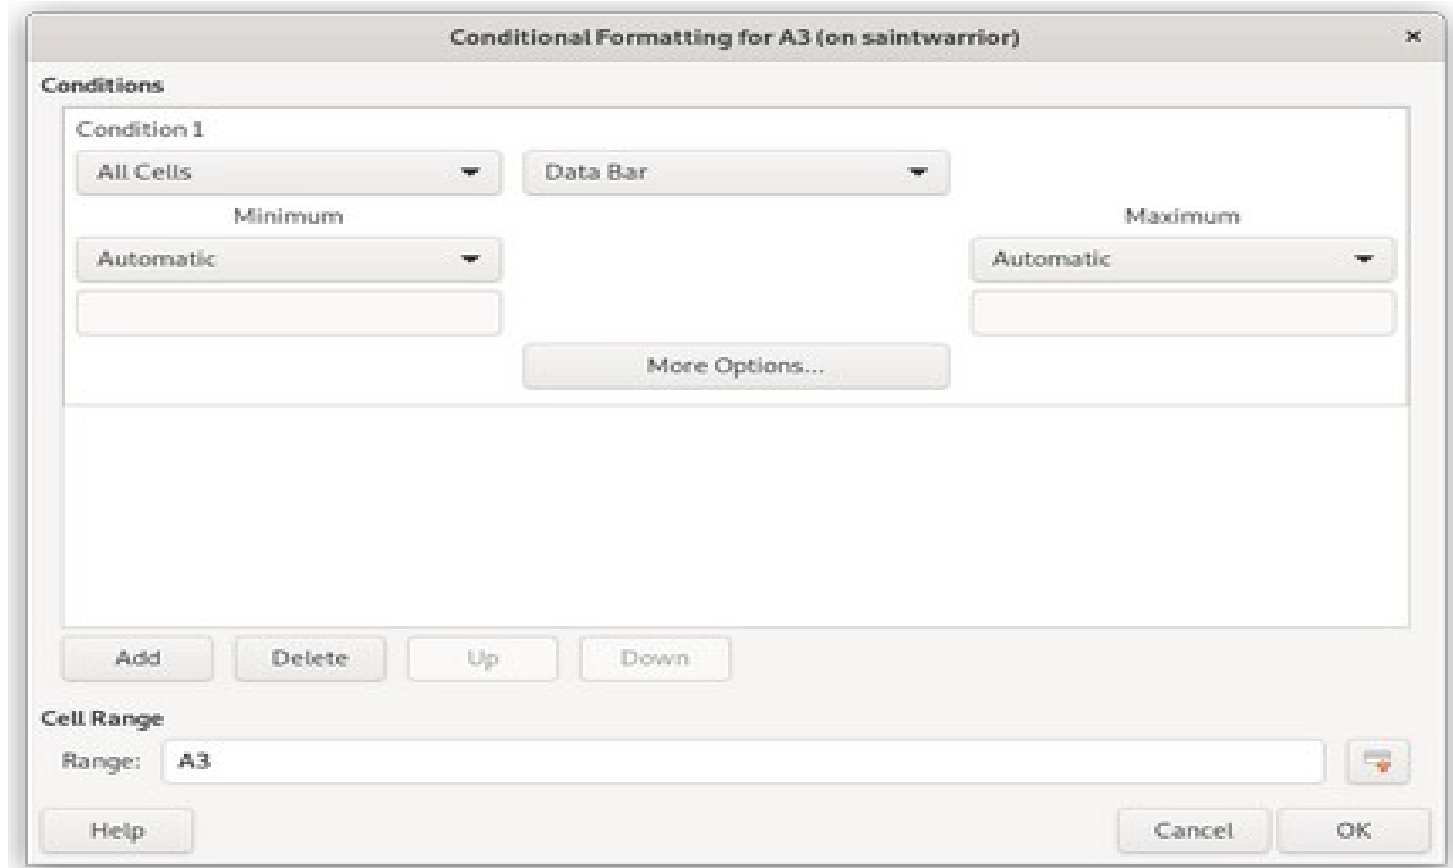 Conditional Formatting for A3 (on saintwarrior)
Conditions
Condition 1
All Cells Data Bar
Minimum Maximum
Automatic Automatic
More Options...
Add Delete Up Down
Cell Range
Range: A3
Help Cancel OK